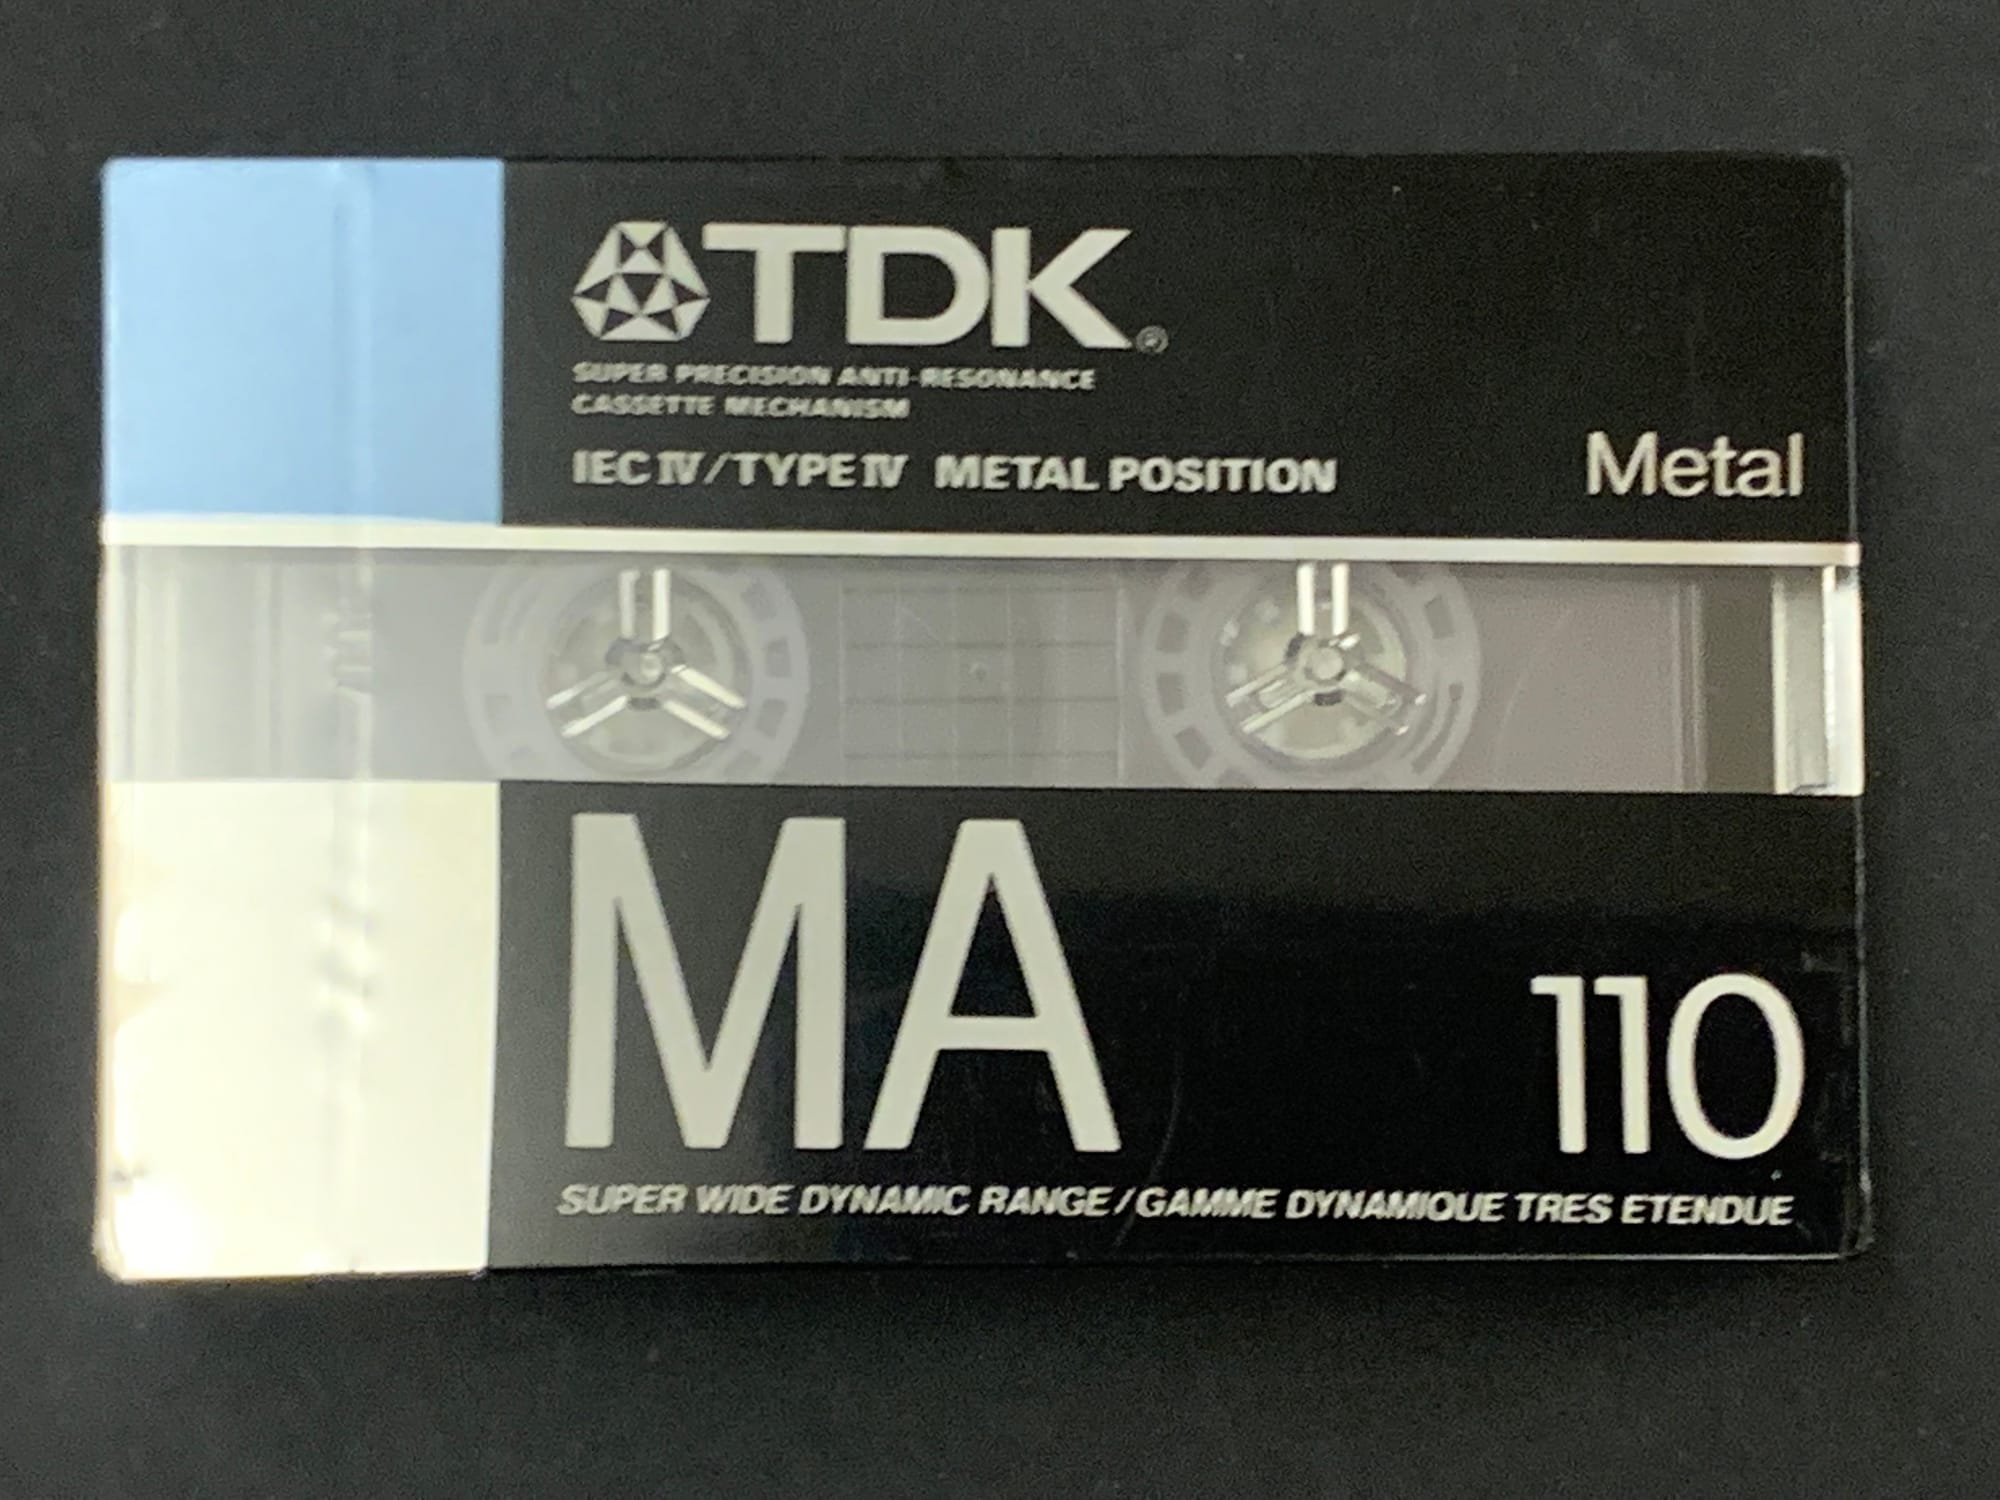 TDK®
SUPER PRECISION ANTI-RESONANCE
CASSETTE MECHANISM
IEC IV/TYPE IV METAL POSITION
Metal
MA
110
SUPER WIDE DYNAMIC RANGE/GAMME DYNAMIQUE TRES ETENDUE